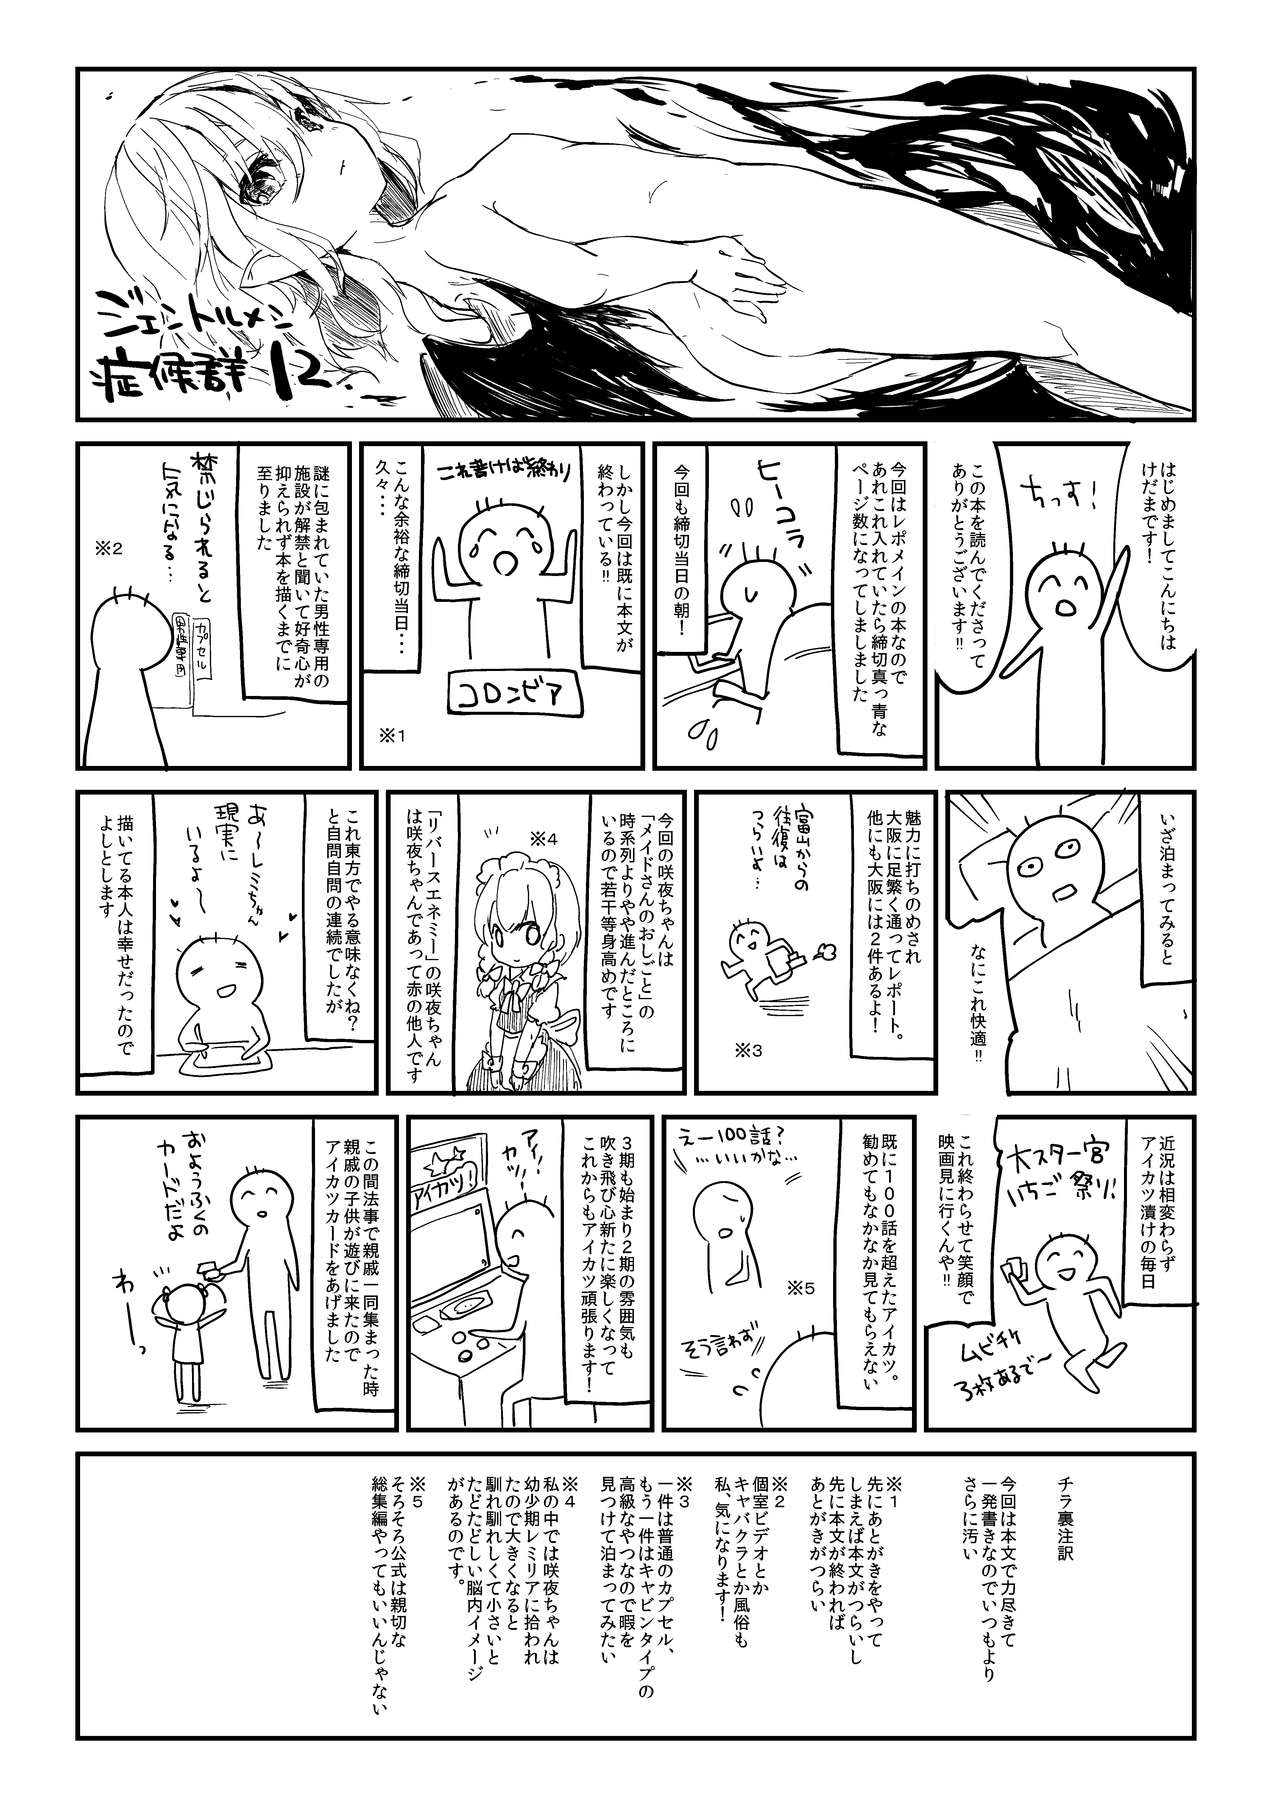 ジェントルメン
症候群12.
はじめましてこんにちは
けだまです!
ちっす!
この本を読んでくださって
ありがとうございます!!
今回はレポメインの本なので
あれこれ入れていたら締切真っ青な
ページ数になってしましました
ヒーコラ
今回も締切当日の朝!
しかし今回は既に本文が
終わっている!!
これ書けば終わり
コロンビア
こんな余裕な締切当日・・・
久々・・・
※1
謎に包まれていた男性専用の
施設が解禁と聞いて好奇心が
抑えられず本を描くまでに
至りました
禁じられると
気になる…
※2
カプセル
男性専用
いざ泊まってみると
なにこれ快適!!
魅力に打ちのめされ
大阪に足繁く通ってレポート。
他にも大阪には2件あるよ!
富山からの
往復は
つらいよ…
※3
今回の咲夜ちゃんは
「メイドさんのおしごと」の
時系列よりやや進んだところに
いるので若干等身高めです
※4
「リバースエネミー」の咲夜ちゃん
は咲夜ちゃんであって赤の他人です
これ東方でやる意味なくね?
と自問自問の連続でしたが
あ〜レミちゃん
現実に
いるよ〜
描いてる本人は幸せだったので
よしとします
近況は相変わらず
アイカツ漬けの毎日
大スター宮
いちご祭り!
これ終わらせて笑顔で
映画見に行くんや!!
ムビチケ
3枚あるで〜
既に100話を超えたアイカツ。
勧めてもなかなか見てもらえない
えー100話?
…いいかな…
※5
そう言わず
3期も始まり2期の雰囲気も
吹き飛び心新たに楽しくなって
これからもアイカツ頑張ります!
アイ!
カツ!
アイカツ!
この間法事で親戚一同集まった時
親戚の子供が遊びに来たので
アイカツカードをあげました
おようふくの
カードだよ
わーっ
チラ裏注訳
今回は本文で力尽きて
一発書きなのでいつもより
さらに汚い
※1
先にあとがきをやって
しまえば本文がつらいし
先に本文が終われば
あとがきがつらい
※2
個室ビデオとか
キャバクラとか風俗も
私、気になります!
※3
一件は普通のカプセル、
もう一件はキャビンタイプの
高級なやつなので暇を
見つけて泊まってみたい
※4
私の中では咲夜ちゃんは
幼少期レミリアに拾われ
たので大きくなると
馴れ馴れしくて小さいと
たどたどしい脳内イメージ
があるのです。
※5
そろそろ公式は親切な
総集編やってもいいんじゃない